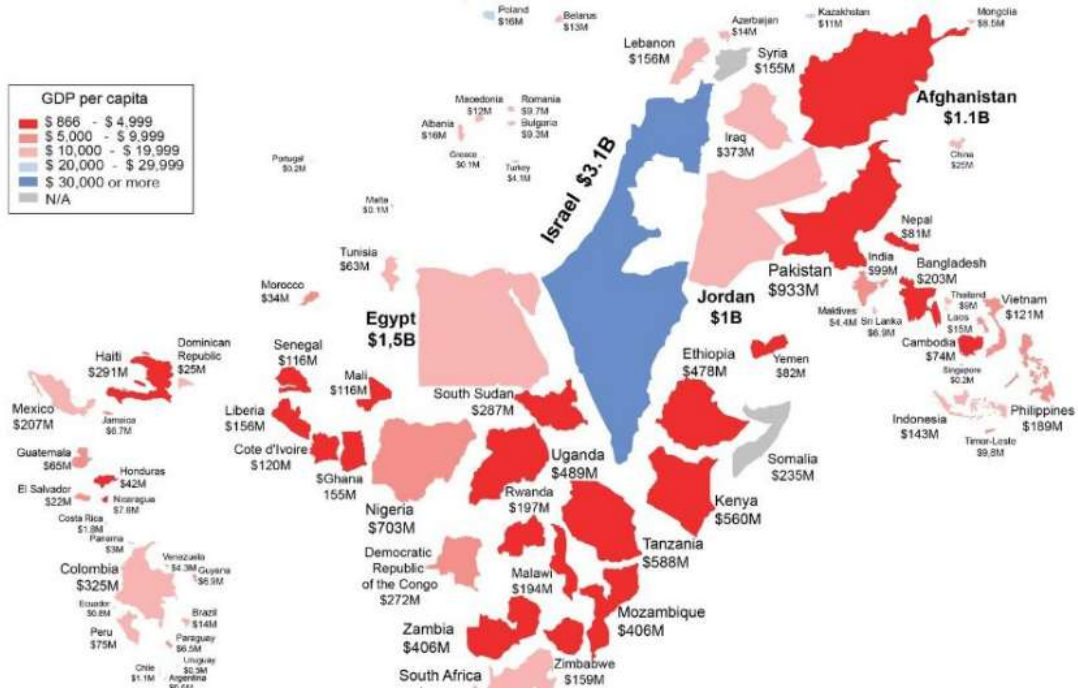 Poland
$16M
Belarus
$13M
Kazakhstan
$11M
Mongolia
$8.5M
Azerbaijan
$14M
Lebanon
$156M
Syria
$155M
GDP per capita
$ 866 - $ 4,999
$ 5,000 - $ 9,999
$ 10,000 - $ 19,999
$ 20,000 - $ 29,999
$ 30,000 or more
N/A
Macedonia
$12M
Romania
$9.7M
Albania
$16M
Bulgaria
$9.3M
Greece
$0.1M
Turkey
$4.1M
Portugal
$0.2M
Malta
$0.1M
Israel $3.1B
Iraq
$373M
Afghanistan
$1.1B
China
$25M
Tunisia
$63M
Morocco
$34M
Egypt
$1,5B
Jordan
$1B
Pakistan
$933M
Nepal
$81M
India
$99M
Bangladesh
$203M
Maldives
$4.4M
Sri Lanka
$6.9M
Thailand
$9M
Laos
$15M
Vietnam
$121M
Cambodia
$74M
Singapore
$0.2M
Indonesia
$143M
Philippines
$189M
Timor-Leste
$9,8M
Haiti
$291M
Dominican
Republic
$25M
Mexico
$207M
Jamaica
$6.7M
Guatemala
$65M
Honduras
$42M
El Salvador
$22M
Nicaragua
$7.8M
Costa Rica
$1.8M
Panama
$3M
Colombia
$325M
Venezuela
$4.3M
Guyana
$6.9M
Ecuador
$0.8M
Peru
$75M
Brazil
$14M
Paraguay
$6.5M
Uruguay
$0.5M
Chile
$1.1M
Argentina
Senegal
$116M
Mali
$116M
Liberia
$156M
Cote d'Ivoire
$120M
$Ghana
155M
Nigeria
$703M
South Sudan
$287M
Ethiopia
$478M
Yemen
$82M
Somalia
$235M
Uganda
$489M
Rwanda
$197M
Kenya
$560M
Tanzania
$588M
Democratic
Republic
of the Congo
$272M
Malawi
$194M
Mozambique
$406M
Zambia
$406M
Zimbabwe
$159M
South Africa